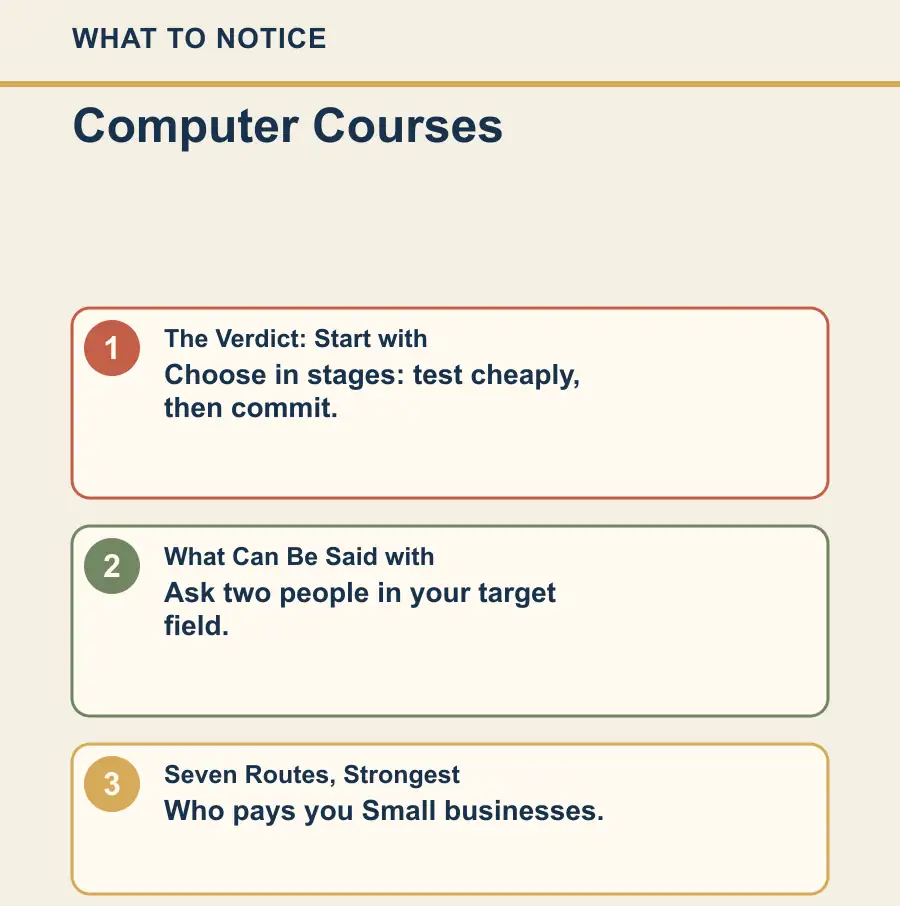 WHAT TO NOTICE
Computer Courses
1
The Verdict: Start with
Choose in stages: test cheaply,
then commit.
2
What Can Be Said with
Ask two people in your target
field.
3
Seven Routes, Strongest
Who pays you Small businesses.